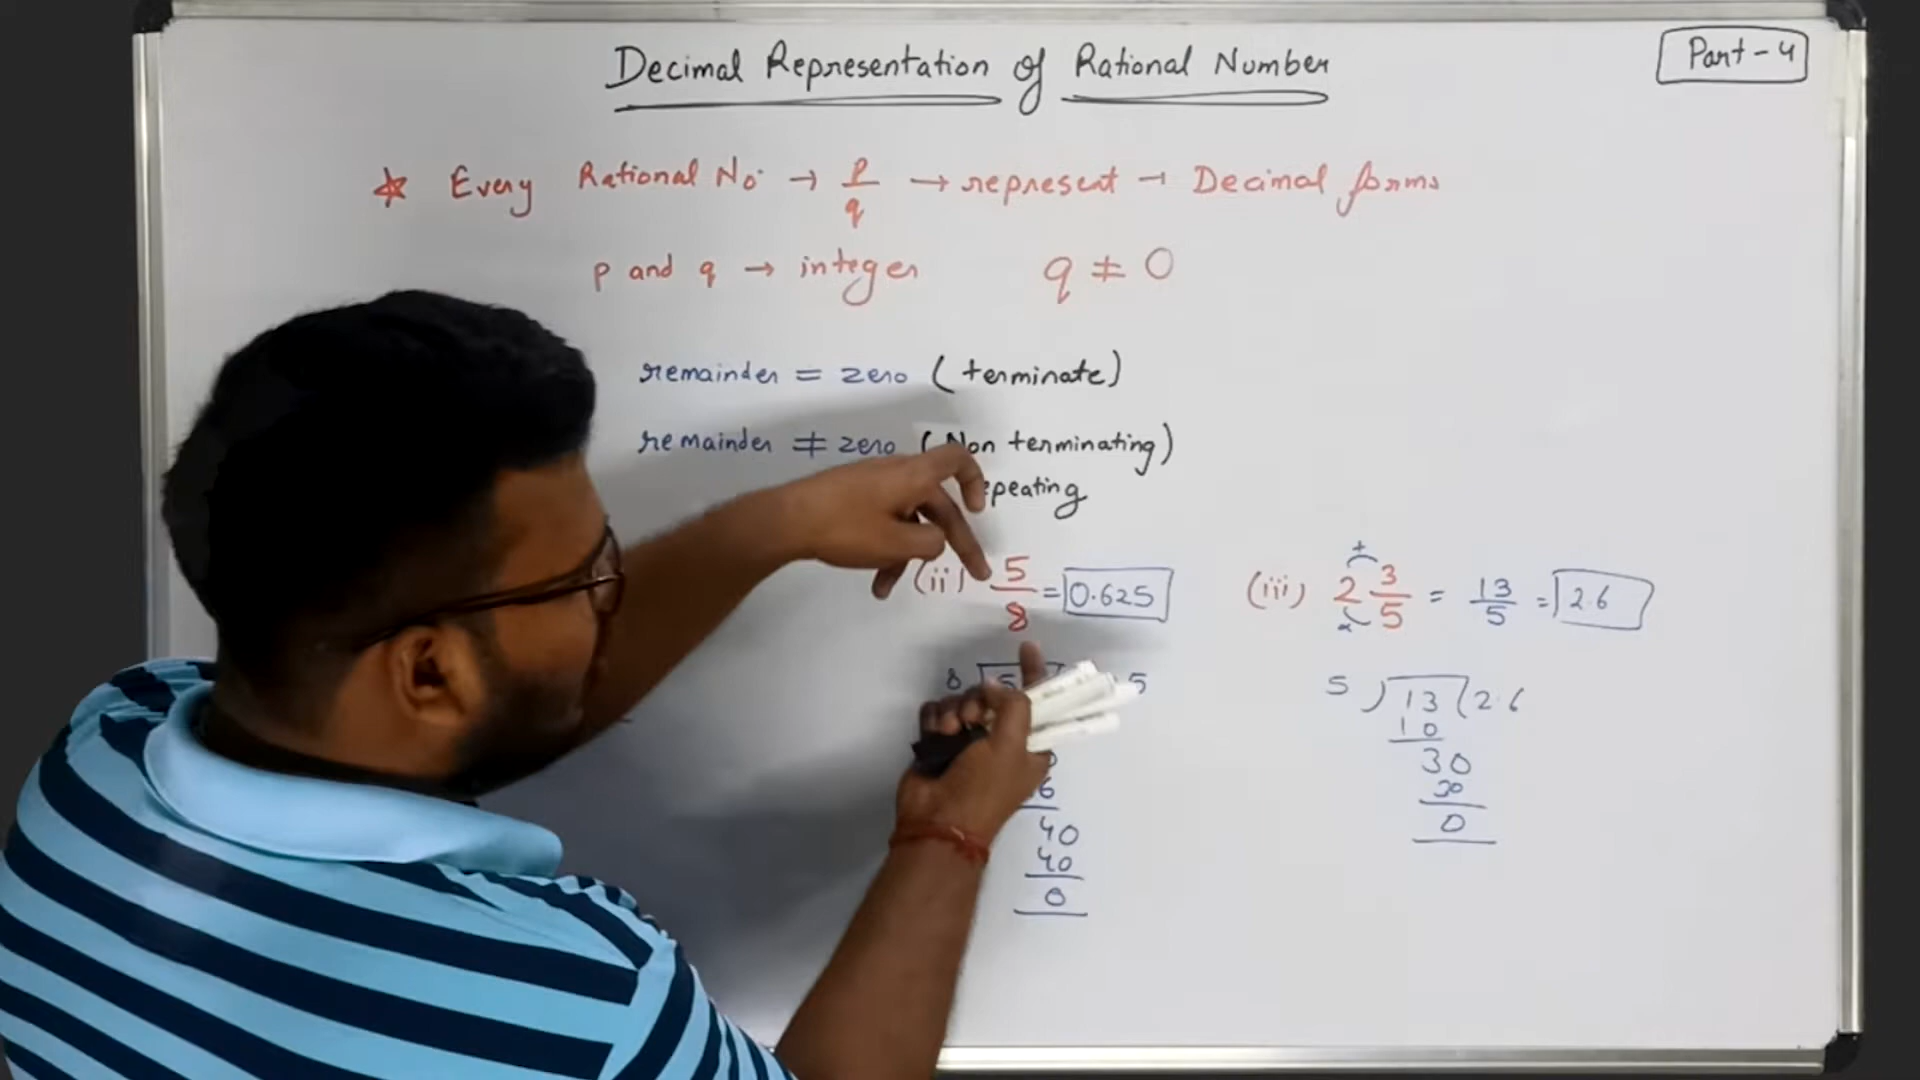 Decimal Representation of Rational Number
Part-4
☆ Every Rational No. → p/q → represent → Decimal forms
p and q → integer q ≠ 0
remainder = zero (terminate)
remainder ≠ zero (Non terminating)
(ii) 5/8 = 0.625
(iii) 2 3/5 = 13/5 = 2.6
+
×
8 5
5
5 ) 13 ( 2.6
10
30
30
0
40
40
0